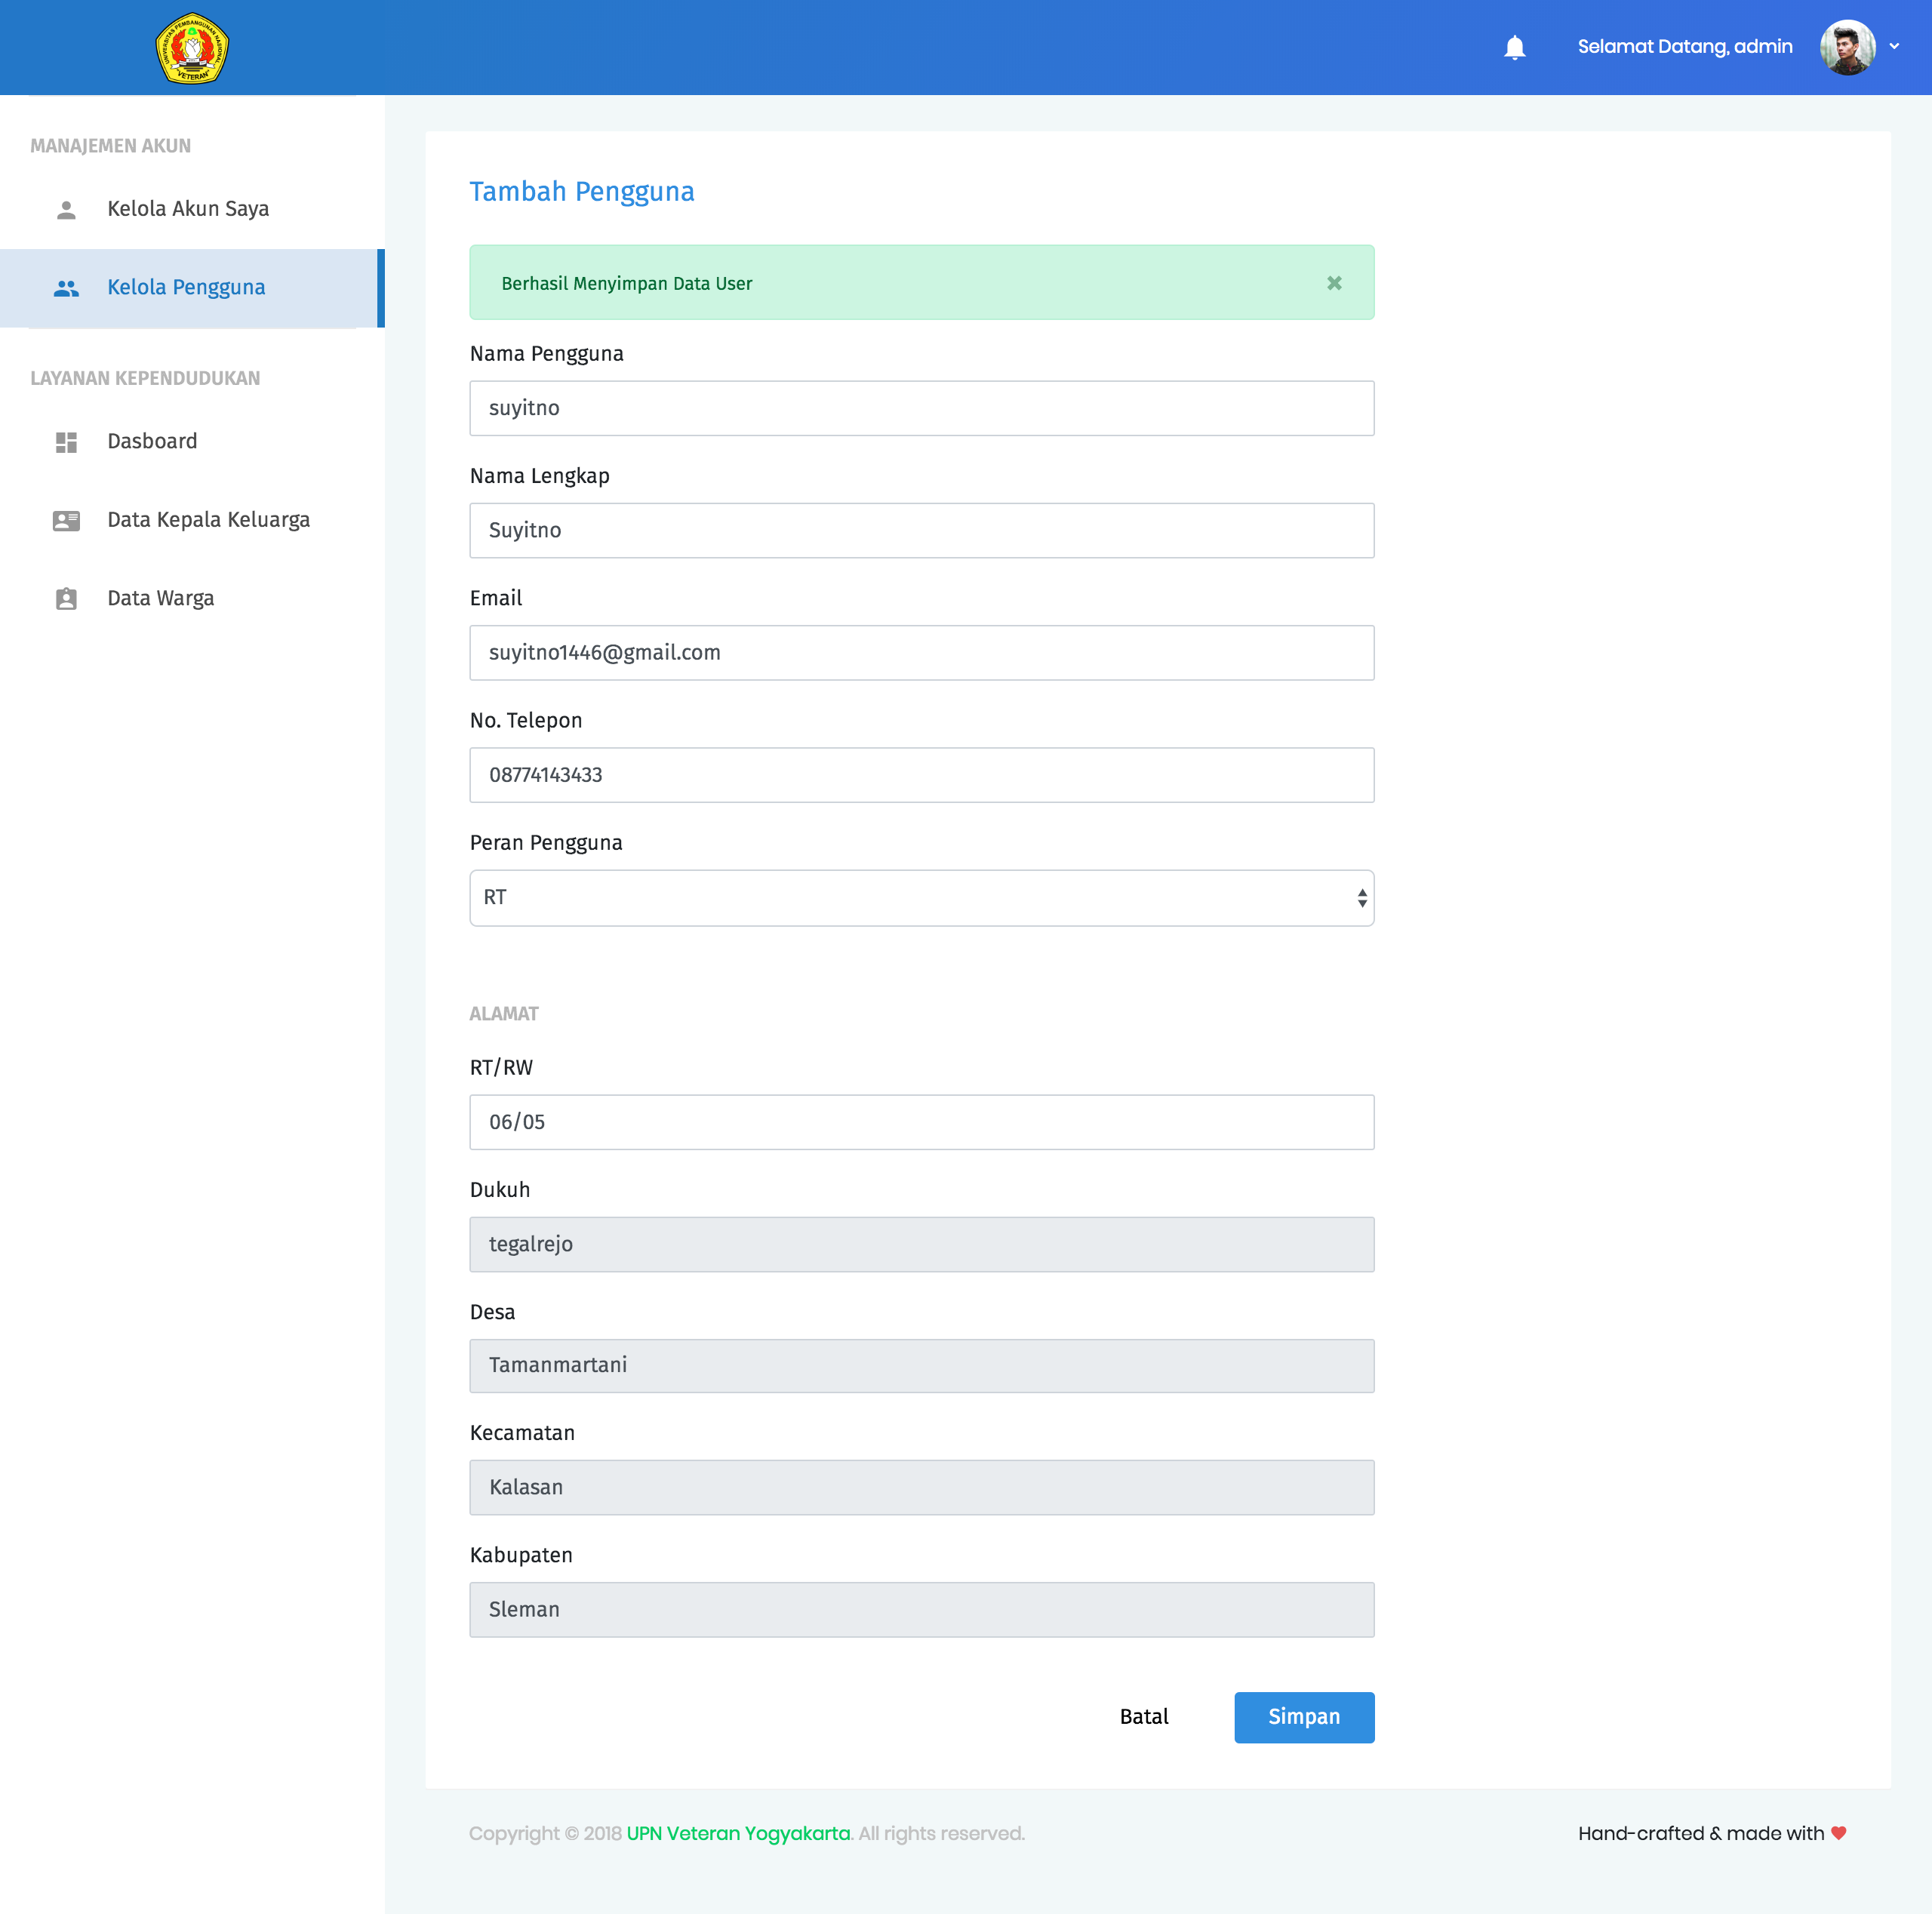 UNIVERSITAS PEMBANGUNAN NASIONAL
"VETERAN"
Selamat Datang, admin
MANAJEMEN AKUN
Kelola Akun Saya
Kelola Pengguna
LAYANAN KEPENDUDUKAN
Dasboard
Data Kepala Keluarga
Data Warga
Tambah Pengguna
Berhasil Menyimpan Data User
Nama Pengguna
suyitno
Nama Lengkap
Suyitno
Email
suyitno1446@gmail.com
No. Telepon
08774143433
Peran Pengguna
RT
ALAMAT
RT/RW
06/05
Dukuh
tegalrejo
Desa
Tamanmartani
Kecamatan
Kalasan
Kabupaten
Sleman
Batal
Simpan
Copyright © 2018 UPN Veteran Yogyakarta. All rights reserved.
Hand-crafted & made with